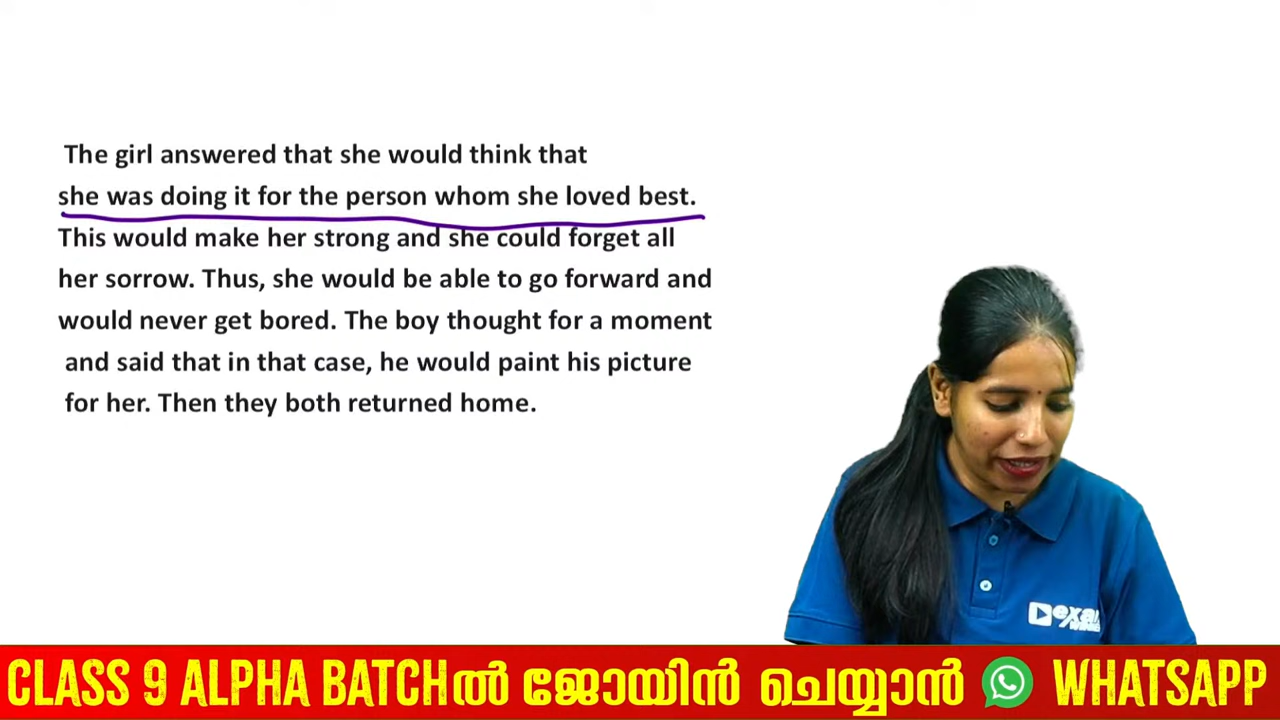 The girl answered that she would think that
she was doing it for the person whom she loved best.
This would make her strong and she could forget all
her sorrow. Thus, she would be able to go forward and
would never get bored. The boy thought for a moment
and said that in that case, he would paint his picture
for her. Then they both returned home.
exam
CLASS 9 ALPHA BATCHൽ ജോയിൻ ചെയ്യാൻ WHATSAPP